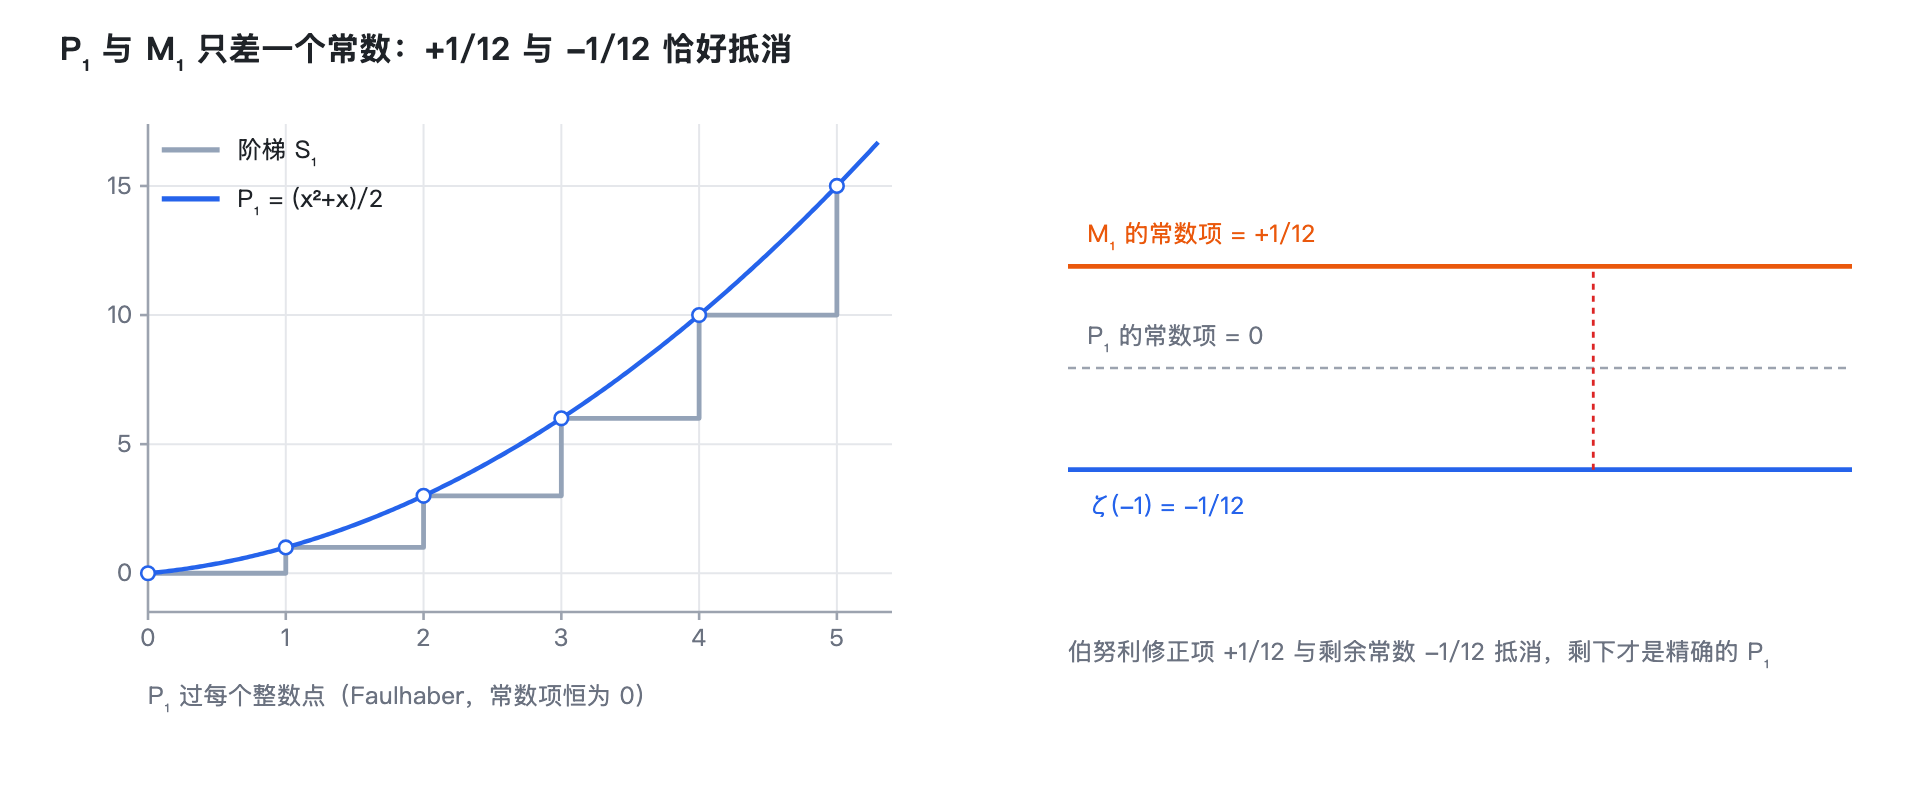 P₁ 与 M₁ 只差一个常数：+1/12 与 −1/12 恰好抵消
阶梯 S₁
P₁ = (x²+x)/2
15
10
5
0
0 1 2 3 4 5
P₁ 过每个整数点（Faulhaber，常数项恒为 0）
M₁ 的常数项 = +1/12
P₁ 的常数项 = 0
ζ(−1) = −1/12
伯努利修正项 +1/12 与剩余常数 −1/12 抵消，剩下才是精确的 P₁